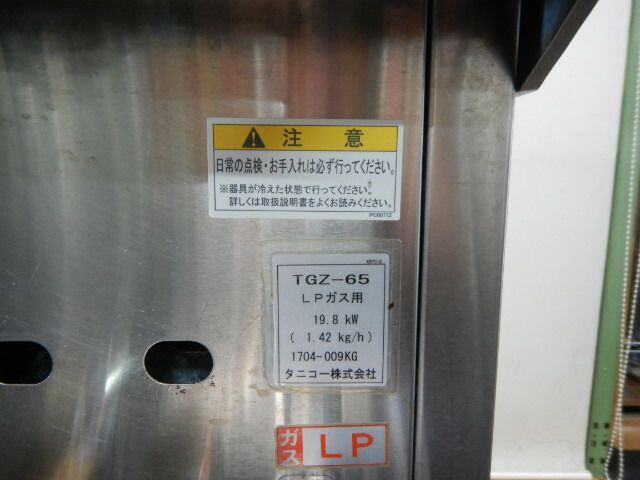 注 意
日常の点検・お手入れは必ず行ってください。
※器具が冷えた状態で行ってください。
詳しくは取扱説明書をよくお読みください。
PC00712
TGZ-65
LPガス用
19.8 kW
( 1.42 kg/h)
1704-009KG
タニコー株式会社
ガス LP